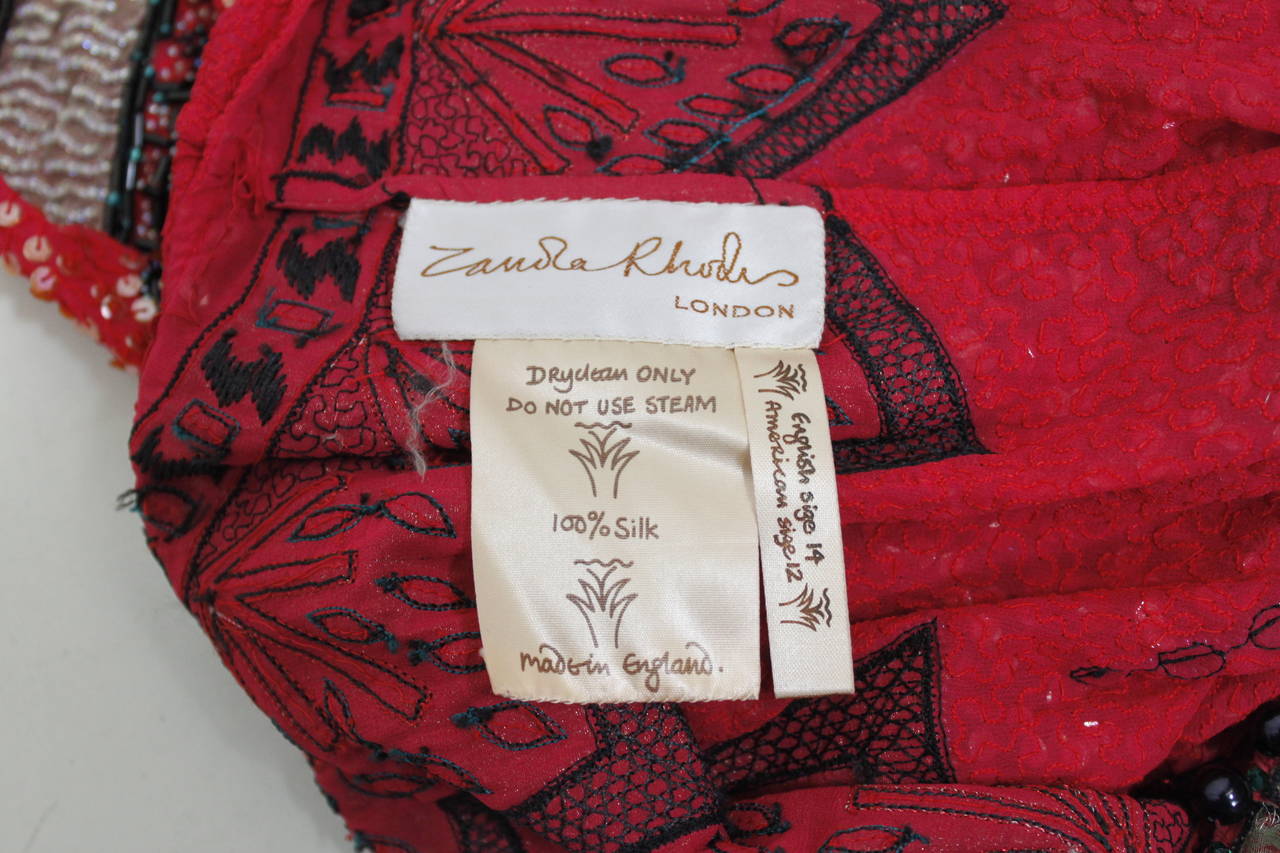 Zandra Rhodes
LONDON
Dryclean ONLY
DO NOT USE STEAM
100% Silk
made in England.
English size 14
American size 12